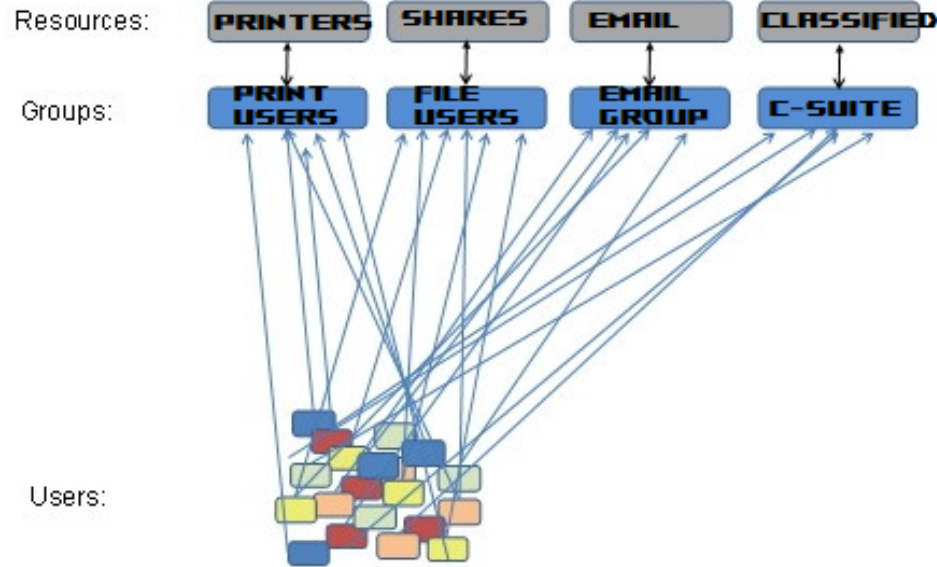 Resources:
PRINTERS
SHARES
EMAIL
CLASSIFIED
Groups:
PRINT
USERS
FILE
USERS
EMAIL
GROUP
C-SUITE
Users: